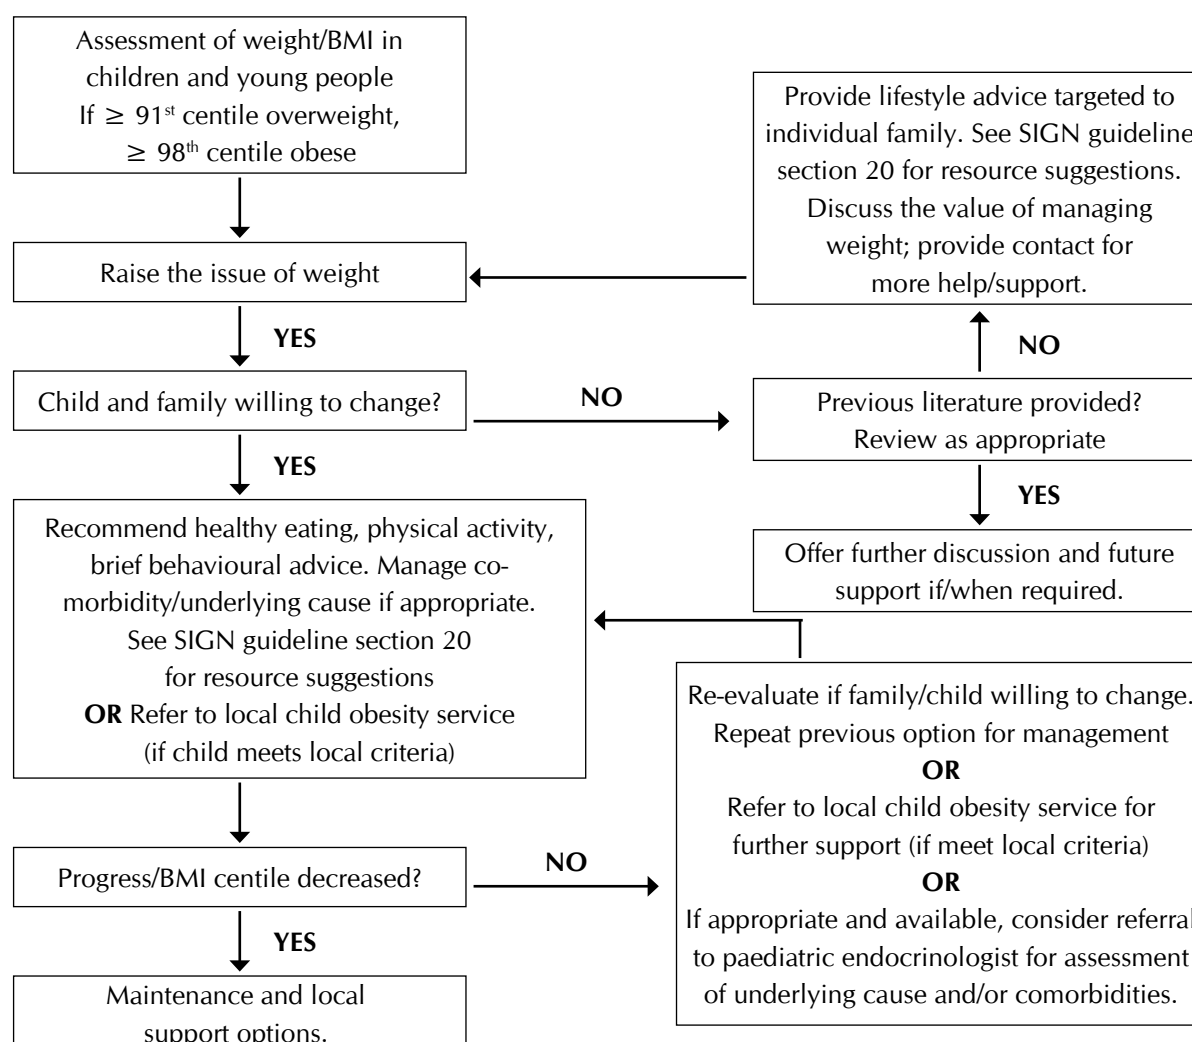 Assessment of weight/BMI in
children and young people
If ≥ 91st centile overweight,
≥ 98th centile obese
Raise the issue of weight
YES
Child and family willing to change?
NO
YES
Provide lifestyle advice targeted to
individual family. See SIGN guideline
section 20 for resource suggestions.
Discuss the value of managing
weight; provide contact for
more help/support.
NO
Previous literature provided?
Review as appropriate
YES
Offer further discussion and future
support if/when required.
Recommend healthy eating, physical activity,
brief behavioural advice. Manage co-
morbidity/underlying cause if appropriate.
See SIGN guideline section 20
for resource suggestions
OR Refer to local child obesity service
(if child meets local criteria)
Progress/BMI centile decreased?
NO
YES
Re-evaluate if family/child willing to change.
Repeat previous option for management
OR
Refer to local child obesity service for
further support (if meet local criteria)
OR
If appropriate and available, consider referral
to paediatric endocrinologist for assessment
of underlying cause and/or comorbidities.
Maintenance and local
support options.